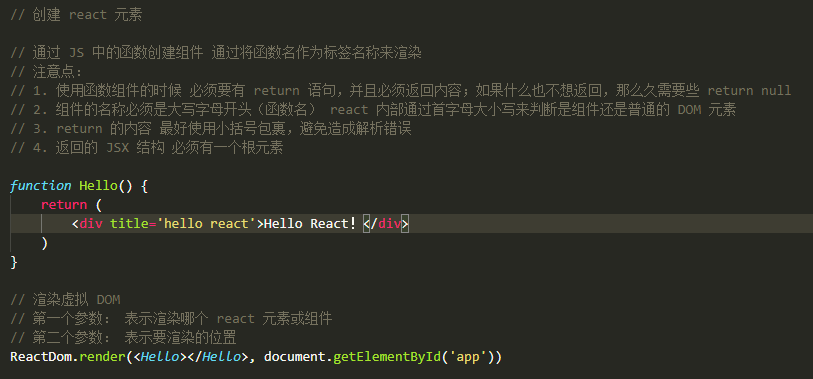 // 创建 react 元素
// 通过 JS 中的函数创建组件 通过将函数名作为标签名称来渲染
// 注意点：
// 1. 使用函数组件的时候 必须要有 return 语句，并且必须返回内容；如果什么也不想返回，那么久需要些 return null
// 2. 组件的名称必须是大写字母开头（函数名） react 内部通过首字母大小写来判断是组件还是普通的 DOM 元素
// 3. return 的内容 最好使用小括号包裹，避免造成解析错误
// 4. 返回的 JSX 结构 必须有一个根元素
function Hello() {
return (
<div title='hello react'>Hello React！</div>
)
}
// 渲染虚拟 DOM
// 第一个参数： 表示渲染哪个 react 元素或组件
// 第二个参数： 表示要渲染的位置
ReactDom.render(<Hello></Hello>, document.getElementById('app'))